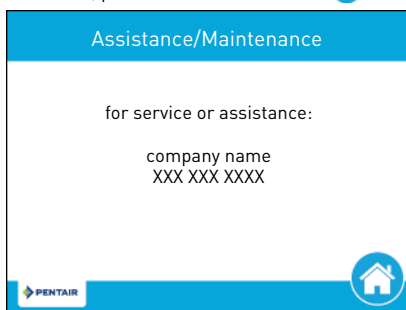 Assistance/Maintenance
for service or assistance:
company name
XXX XXX XXXX
PENTAIR